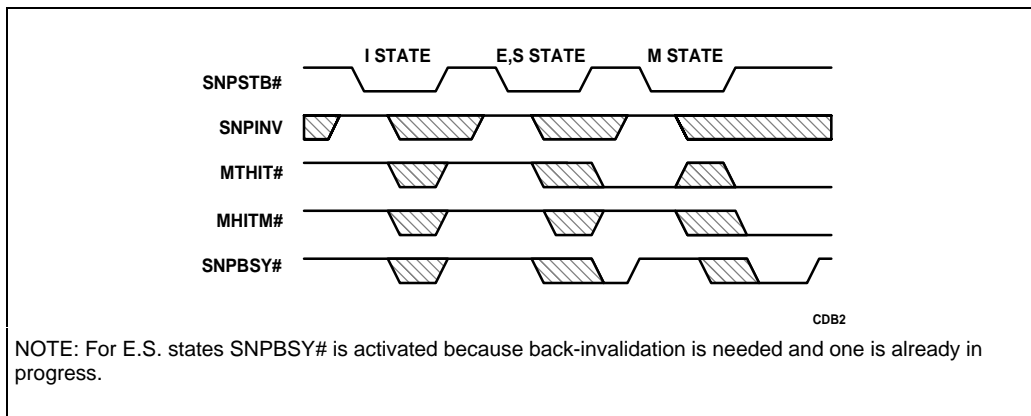 I STATE E,S STATE M STATE
SNPSTB#
SNPINV
MTHIT#
MHITM#
SNPBSY#
CDB2
NOTE: For E.S. states SNPBSY# is activated because back-invalidation is needed and one is already in
progress.